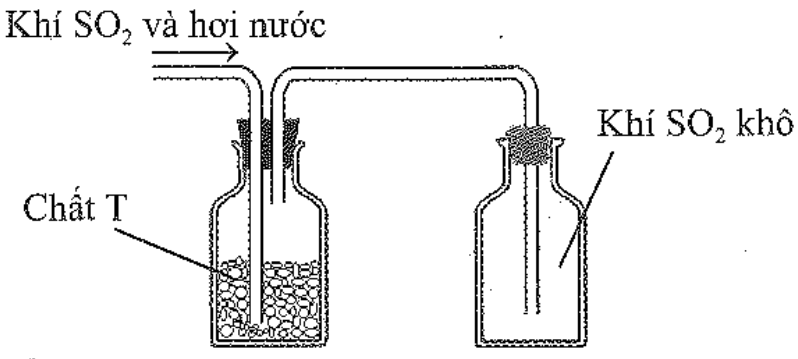 Khí SO₂ và hơi nước
Khí SO₂ khô
Chất T